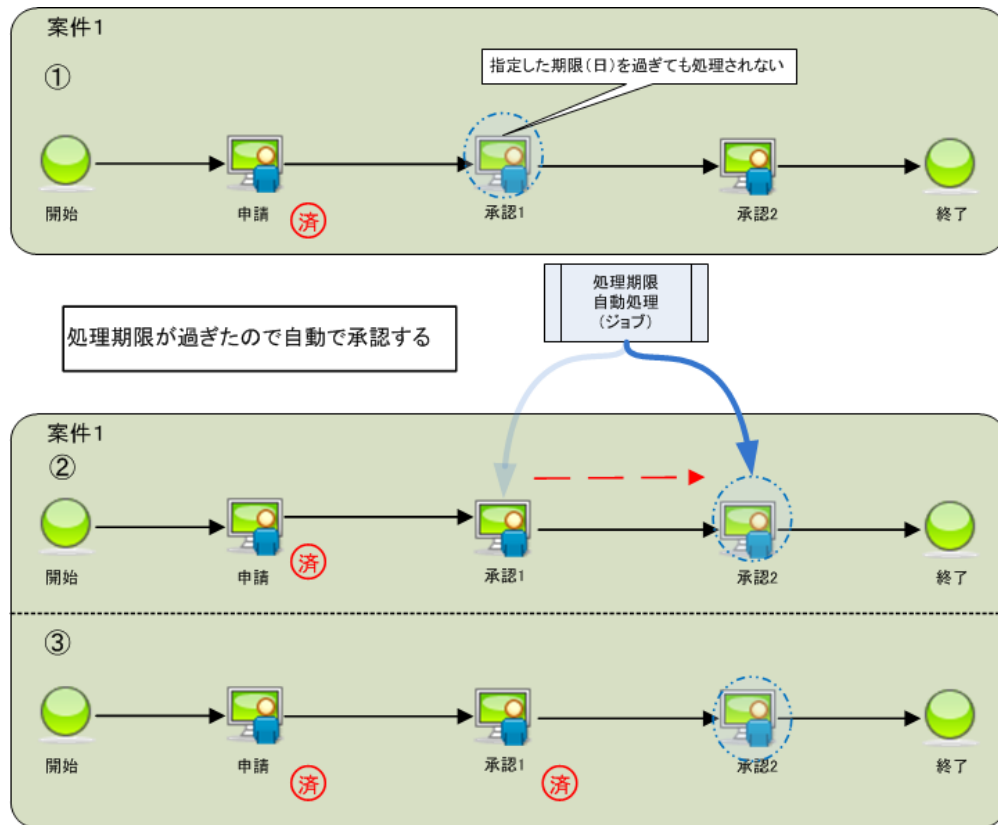 案件1
①
指定した期限(日)を過ぎても処理されない
開始
申請
済
承認1
承認2
終了
処理期限
自動処理
(ジョブ)
処理期限が過ぎたので自動で承認する
案件1
②
開始
申請
済
承認1
承認2
終了
③
開始
申請
済
承認1
済
承認2
終了